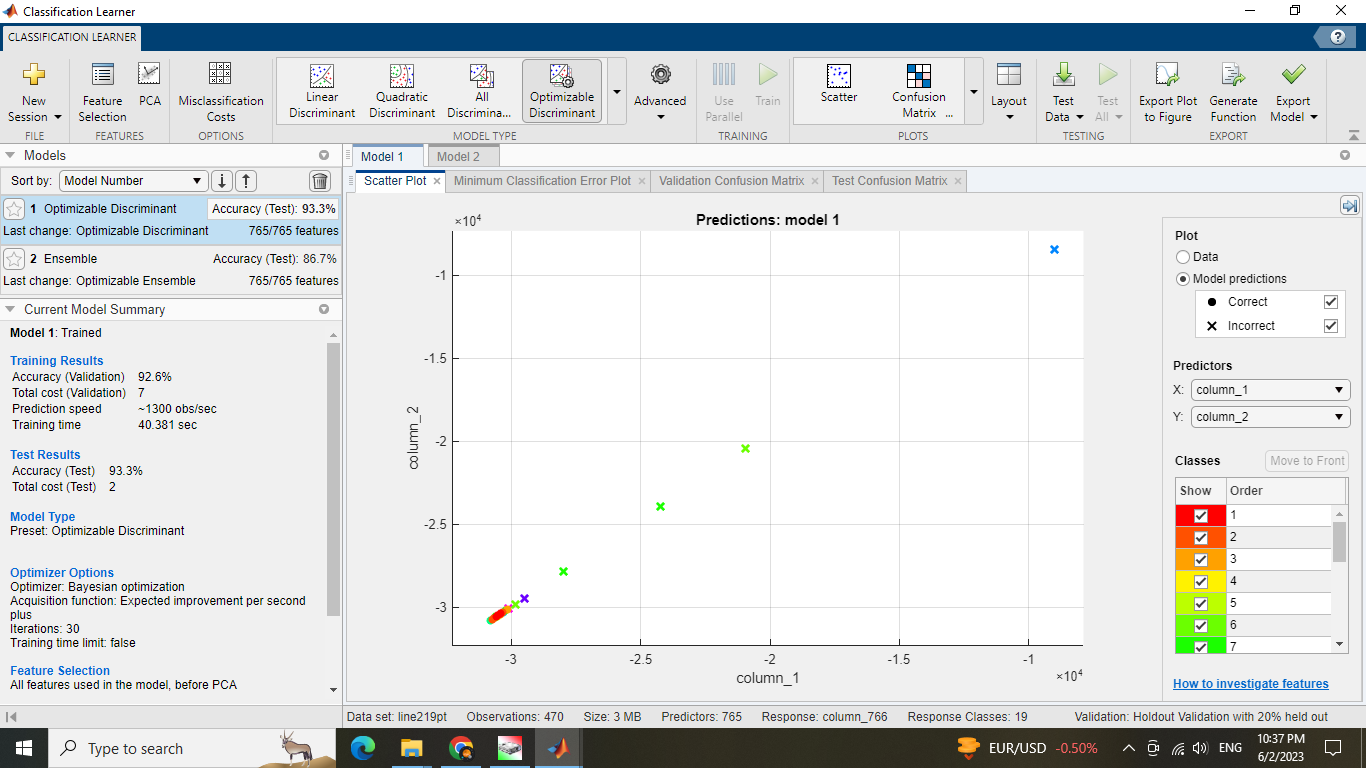 Classification Learner
CLASSIFICATION LEARNER
?
New
Session
Feature
Selection
PCA
Misclassification
Costs
Linear
Discriminant
Quadratic
Discriminant
All
Discrimina...
Optimizable
Discriminant
Advanced
Use
Parallel
Train
Scatter
Confusion
Matrix ...
Layout
Test
Data
Test
All
Export Plot
to Figure
Generate
Function
Export
Model
FILE
FEATURES
OPTIONS
MODEL TYPE
TRAINING
PLOTS
TESTING
EXPORT
Models
Sort by: Model Number
1 Optimizable Discriminant Accuracy (Test): 93.3%
Last change: Optimizable Discriminant 765/765 features
2 Ensemble Accuracy (Test): 86.7%
Last change: Optimizable Ensemble 765/765 features
Current Model Summary
Model 1: Trained
Training Results
Accuracy (Validation) 92.6%
Total cost (Validation) 7
Prediction speed ~1300 obs/sec
Training time 40.381 sec
Test Results
Accuracy (Test) 93.3%
Total cost (Test) 2
Model Type
Preset: Optimizable Discriminant
Optimizer Options
Optimizer: Bayesian optimization
Acquisition function: Expected improvement per second
plus
Iterations: 30
Training time limit: false
Feature Selection
All features used in the model, before PCA
Model 1 Model 2
Scatter Plot Minimum Classification Error Plot Validation Confusion Matrix Test Confusion Matrix
×10⁴
Predictions: model 1
-1
-1.5
-2
-2.5
-3
column_2
-3 -2.5 -2 -1.5 -1
×10⁴
column_1
Plot
Data
Model predictions
Correct
Incorrect
Predictors
X: column_1
Y: column_2
Classes Move to Front
Show Order
1
2
3
4
5
6
7
How to investigate features
Data set: line219pt Observations: 470 Size: 3 MB Predictors: 765 Response: column_766 Response Classes: 19 Validation: Holdout Validation with 20% held out
Type here to search
EUR/USD -0.50%
ENG
10:37 PM
6/2/2023